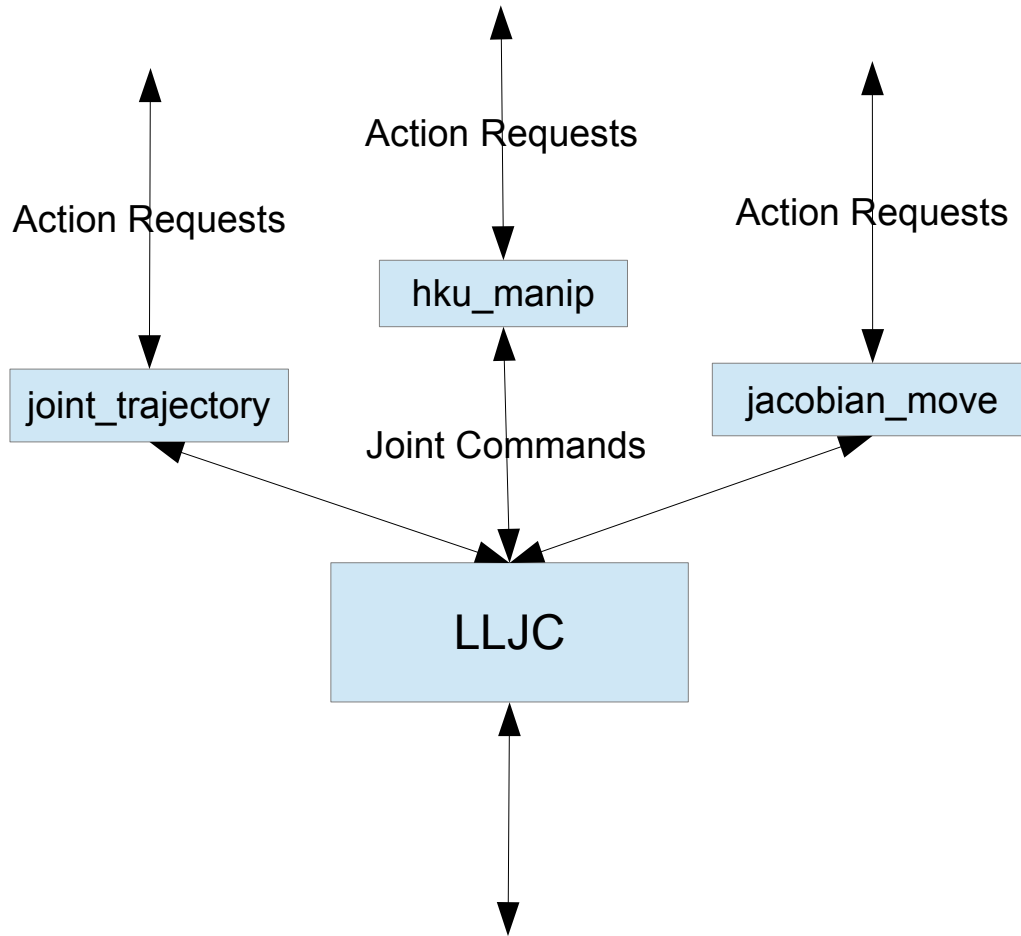 Action Requests
Action Requests
Action Requests
hku_manip
joint_trajectory
jacobian_move
Joint Commands
LLJC